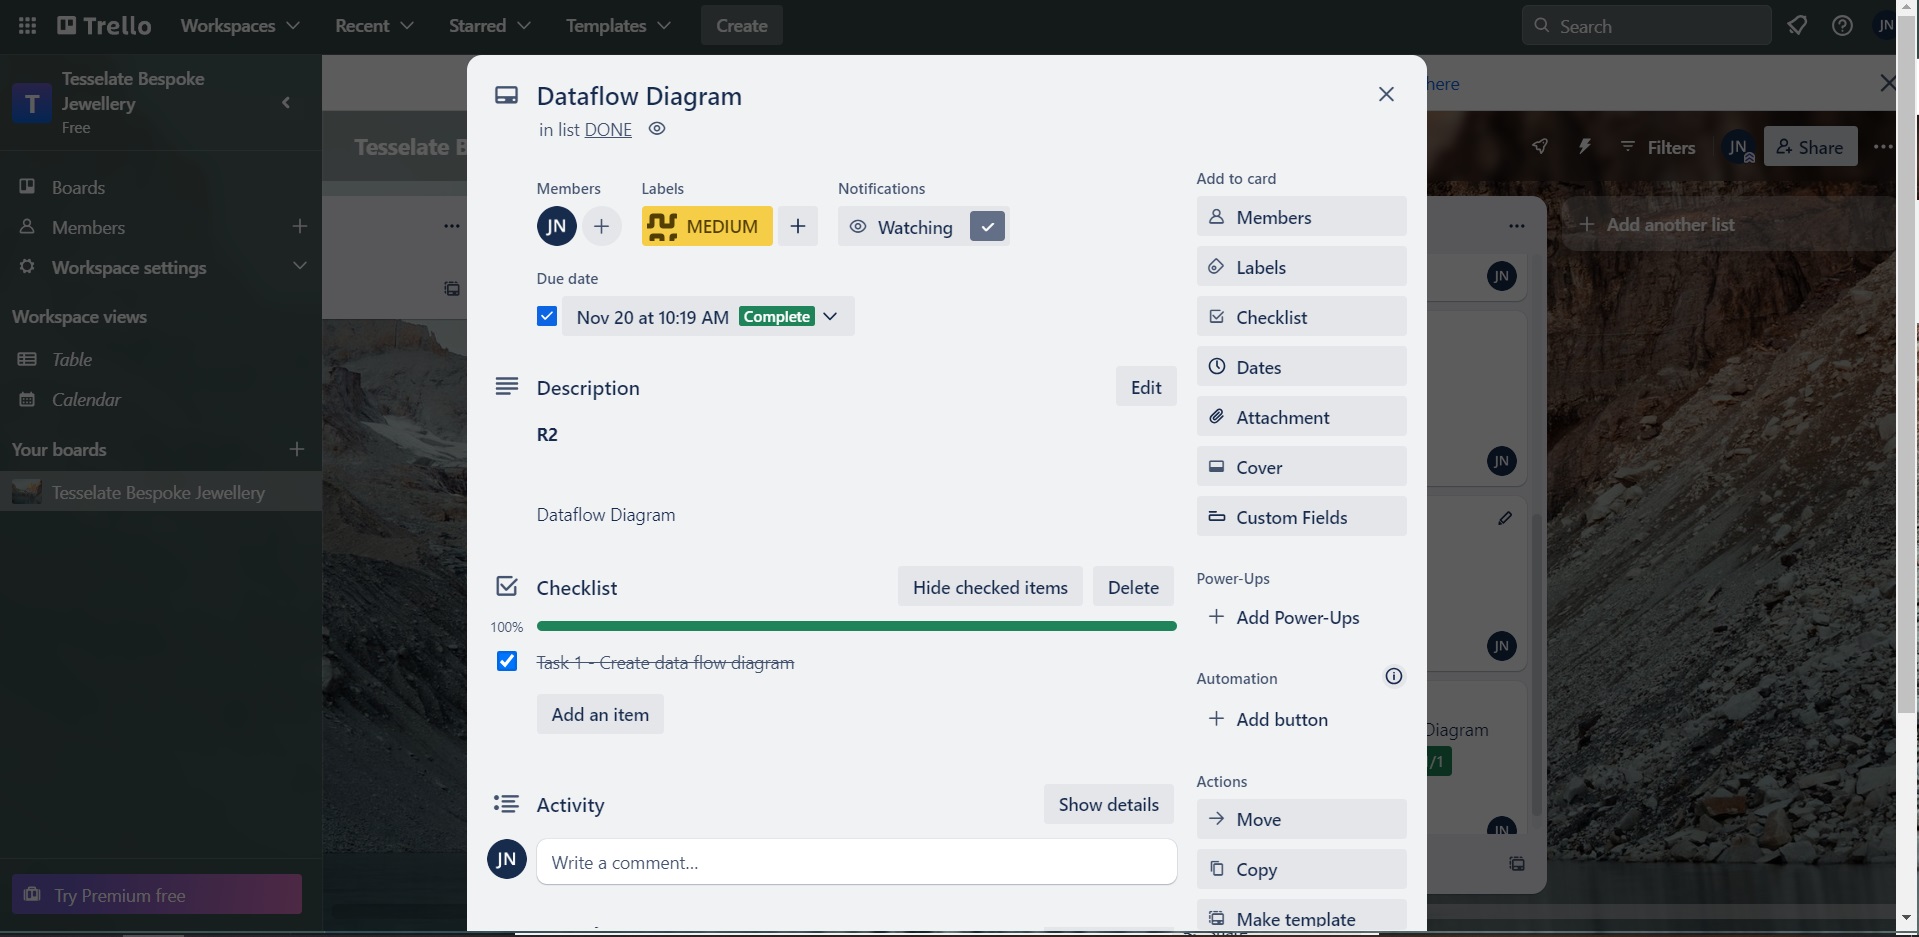 Trello
Workspaces
Recent
Starred
Templates
Create
Search
JN
T
Tesselate Bespoke
Jewellery
Free
Boards
Members
Workspace settings
Workspace views
Table
Calendar
Your boards
Tesselate Bespoke Jewellery
Try Premium free
here
Tesselate B
Filters
JN
Share
Add another list
JN
JN
JN
Diagram
/1
JN
Dataflow Diagram
in list DONE
Members
JN
Labels
MEDIUM
Notifications
Watching
Due date
Nov 20 at 10:19 AM Complete
Description
Edit
R2
Dataflow Diagram
Checklist
Hide checked items
Delete
100%
Task 1 - Create data flow diagram
Add an item
Activity
Show details
JN
Write a comment...
Add to card
Members
Labels
Checklist
Dates
Attachment
Cover
Custom Fields
Power-Ups
Add Power-Ups
Automation
Add button
Actions
Move
Copy
Make template